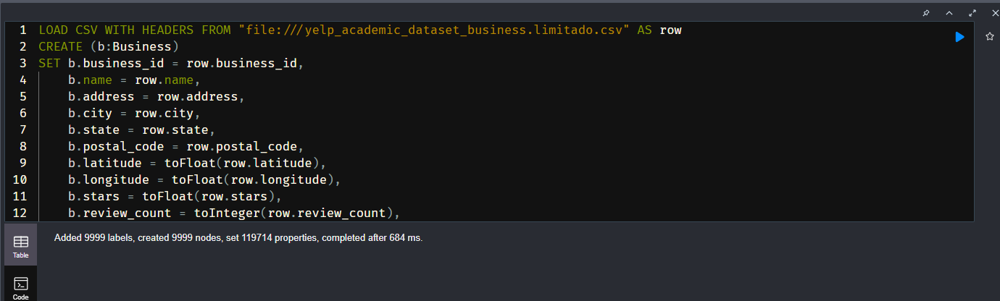 1 LOAD CSV WITH HEADERS FROM "file:///yelp_academic_dataset_business.limitado.csv" AS row
2 CREATE (b:Business)
3 SET b.business_id = row.business_id,
4     b.name = row.name,
5     b.address = row.address,
6     b.city = row.city,
7     b.state = row.state,
8     b.postal_code = row.postal_code,
9     b.latitude = toFloat(row.latitude),
10     b.longitude = toFloat(row.longitude),
11     b.stars = toFloat(row.stars),
12     b.review_count = toInteger(row.review_count),
Table
Added 9999 labels, created 9999 nodes, set 119714 properties, completed after 684 ms.
Code